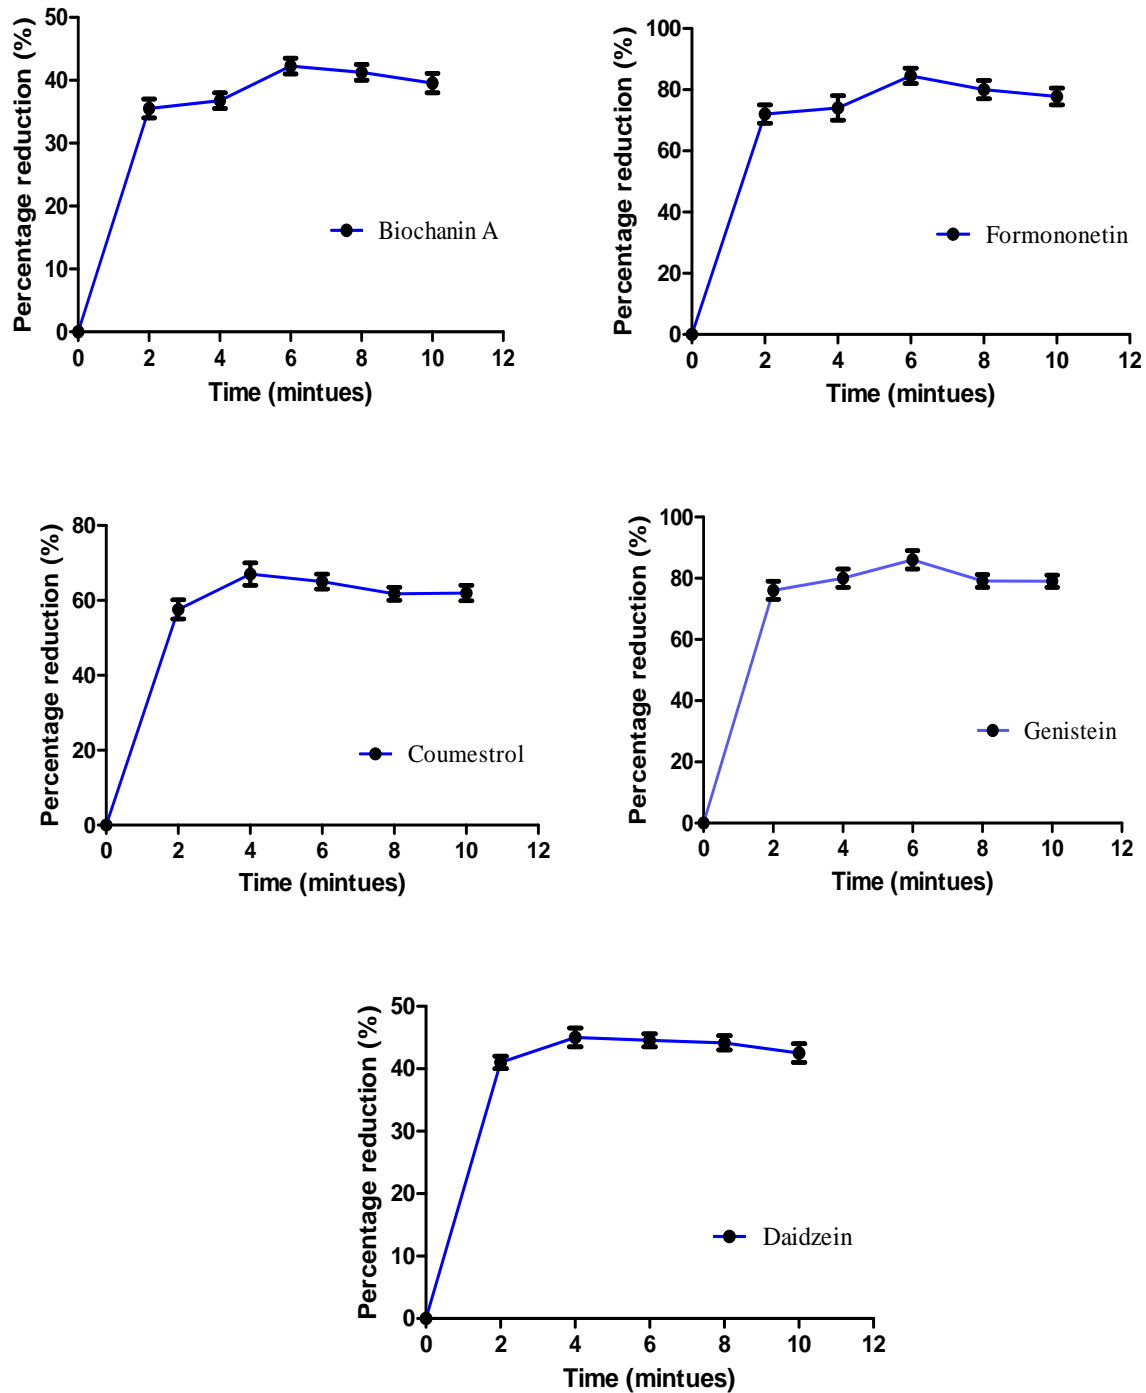 Percentage reduction (%)
50
40
30
20
10
0
0 2 4 6 8 10 12
Time (mintues)
Biochanin A
Percentage reduction (%)
100
80
60
40
20
0
0 2 4 6 8 10 12
Time (mintues)
Formononetin
Percentage reduction (%)
80
60
40
20
0
0 2 4 6 8 10 12
Time (mintues)
Coumestrol
Percentage reduction (%)
100
80
60
40
20
0
0 2 4 6 8 10 12
Time (mintues)
Genistein
Percentage reduction (%)
50
40
30
20
10
0
0 2 4 6 8 10 12
Time (mintues)
Daidzein